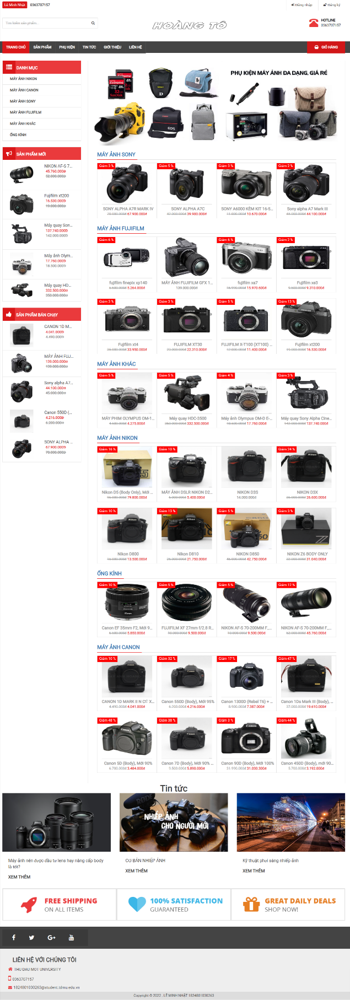 Lê Minh Nhật 0363707157
Đăng nhập Đăng ký
Tìm kiếm sản phẩm...
HOÀNG TÔ
HOTLINE
0363707157
TRANG CHỦ SẢN PHẨM PHỤ KIỆN TIN TỨC GIỚI THIỆU LIÊN HỆ GIỎ HÀNG
DANH MỤC
MÁY ẢNH NIKON
MÁY ẢNH CANON
MÁY ẢNH SONY
MÁY ẢNH FUJIFILM
MÁY ẢNH KHÁC
ỐNG KÍNH
PHỤ KIỆN MÁY ẢNH ĐA DẠNG, GIÁ RẺ
SẢN PHẨM MỚI
NIKON AF-S 7...
45.760.000Đ
52.000.000Đ
Fujifilm xt200
16.530.000Đ
19.000.000Đ
Máy quay Son...
137.740.000Đ
142.000.000Đ
Máy ảnh Olym...
17.760.000Đ
18.500.000Đ
Máy quay HD...
332.500.000Đ
350.000.000Đ
SẢN PHẨM BÁN CHẠY
CANON 1D M...
4.041.000Đ
4.490.000Đ
MÁY ẢNH FUJ...
139.000.000Đ
139.000.000Đ
Sony alpha A7...
44.100.000Đ
45.000.000Đ
Canon 550D (...
4.216.000Đ
6.200.000Đ
SONY ALPHA ...
67.900.000Đ
70.000.000Đ
MÁY ẢNH SONY
Giảm 3 % Giảm 5 % Giảm 3 % Giảm 2 %
SONY ALPHA A7R MARK IV SONY ALPHA A7C SONY A6000 KÈM KIT 16-5... Sony alpha A7 Mark III
70.000.000đ 67.900.000đ 42.000.000đ 39.900.000đ 11.000.000đ 10.670.000đ 45.000.000đ 44.100.000đ
MÁY ẢNH FUJIFILM
Giảm 6 % Giảm 6 % Giảm 2 %
fujifilm finepix xp140 MÁY ẢNH FUJIFILM GFX 1... fujifilm xa7 Fujifilm xe3
5.600.000đ 5.264.000đ 139.000.000đ 16.990.000đ 15.970.600đ 9.500.000đ 9.310.000đ
Giảm 3 % Giảm 3 % Giảm 5 % Giảm 13 %
Fujifilm xt4 FUJIFILM XT30 FUJIFILM X-T100 (XT100) ... Fujifilm xt200
35.000.000đ 33.950.000đ 23.000.000đ 22.310.000đ 12.000.000đ 11.400.000đ 19.000.000đ 16.530.000đ
MÁY ẢNH KHÁC
Giảm 5 % Giảm 5 % Giảm 4 % Giảm 3 %
MÁY PHIM OLYMPUS OM-1... Máy quay HDC-3500 Máy ảnh Olympus OM-D E-... Máy quay Sony Alpha Cine...
4.500.000đ 4.275.000đ 350.000.000đ 332.500.000đ 18.500.000đ 17.760.000đ 142.000.000đ 137.740.000đ
MÁY ẢNH NIKON
Giảm 16 % Giảm 10 % Giảm 24 %
Nikon D5 (Body Only), Mới ... MÁY ẢNH DSLR NIKON D2... NIKON D3S NIKON D3X
95.000.000đ 79.800.000đ 6.000.000đ 5.400.000đ 14.000.000đ 35.000.000đ 26.600.000đ
Giảm 10 % Giảm 13 % Giảm 5 % Giảm 3 %
Nikon D800 Nikon D810 NIKON D850 NIKON Z6 BODY ONLY
15.000.000đ 13.500.000đ 25.000.000đ 21.750.000đ 45.000.000đ 42.750.000đ 32.000.000đ 31.040.000đ
ỐNG KÍNH
Giảm 10 % Giảm 5 % Giảm 5 % Giảm 12 %
Canon EF 35mm F2, Mới 9... FUJIFILM XF 27mm f/2.8 R... NIKON AF-S 70-200MM F_... NIKON AF-S 70-200MM F_...
6.500.000đ 5.850.000đ 10.000.000đ 9.500.000đ 10.000.000đ 9.500.000đ 52.000.000đ 45.760.000đ
MÁY ẢNH CANON
Giảm 10 % Giảm 32 % Giảm 17 % Giảm 47 %
CANON 1D MARK II N CŨ X... Canon 550D (Body), Mới 95% Canon 1300D (Rebel T6) + ... Canon 1Ds Mark III (Body), ...
4.490.000đ 4.041.000đ 6.200.000đ 4.216.000đ 8.900.000đ 7.387.000đ 37.000.000đ 19.610.000đ
Giảm 48 % Giảm 38 % Giảm 3 % Giảm 44 %
Canon 5D (Body), Mới 90% Canon 7D (Body), Mới 90% ... Canon 90D (Body), Mới 100% Canon 450D (Body), mới 90...
6.700.000đ 3.484.000đ 9.500.000đ 5.890.000đ 31.990.000đ 31.030.300đ 5.700.000đ 3.192.000đ
Tin tức
NHIẾP ẢNH
CHO NGƯỜI MỚI
Máy ảnh nên được đầu tư lens hay nâng cấp body
là tốt?
XEM THÊM
CƠ BẢN NHIẾP ẢNH
XEM THÊM
Kỹ thuật phơi sáng nhiếp ảnh
XEM THÊM
FREE SHIPPING
ON ALL ITEMS
100% SATISFACTION
GUARANTEED
GREAT DAILY DEALS
SHOP NOW!
LIÊN HỆ VỚI CHÚNG TÔI
THU DAU MOT UNIVERSITY
0363707157
1824801030263@student.tdmu.edu.vn
Copyright © 2022 . LÊ MINH NHẬT 1824801030263